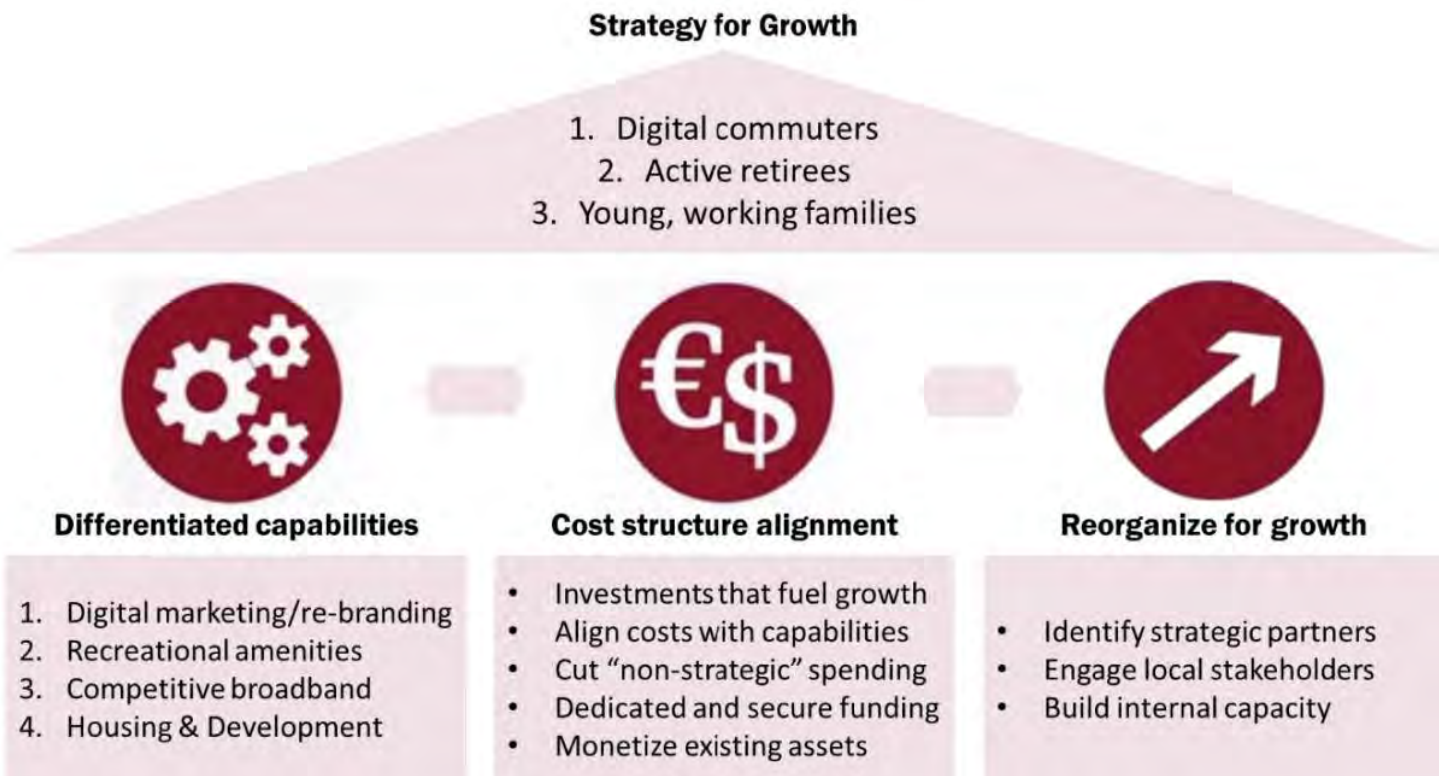 Strategy for Growth
1. Digital commuters
2. Active retirees
3. Young, working families
€$
Differentiated capabilities
1. Digital marketing/re-branding
2. Recreational amenities
3. Competitive broadband
4. Housing & Development
Cost structure alignment
• Investments that fuel growth
• Align costs with capabilities
• Cut “non-strategic” spending
• Dedicated and secure funding
• Monetize existing assets
Reorganize for growth
• Identify strategic partners
• Engage local stakeholders
• Build internal capacity